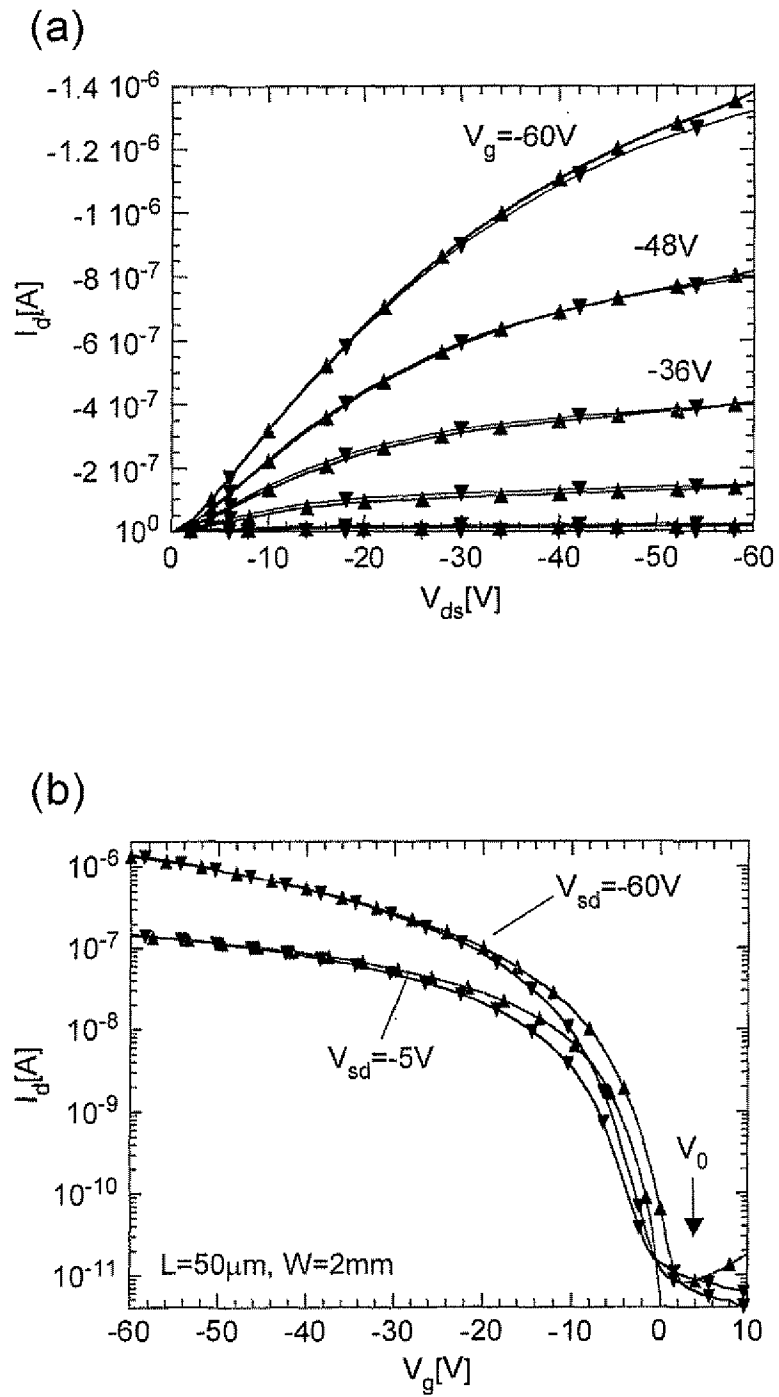 (a)
-1.4 10⁻⁶
-1.2 10⁻⁶
-1 10⁻⁶
-8 10⁻⁷
-6 10⁻⁷
-4 10⁻⁷
-2 10⁻⁷
10⁰
I_d[A]
V_g=-60V
-48V
-36V
0 -10 -20 -30 -40 -50 -60
V_ds[V]
(b)
10⁻⁶
10⁻⁷
10⁻⁸
10⁻⁹
10⁻¹⁰
10⁻¹¹
I_d[A]
V_sd=-60V
V_sd=-5V
V_0
L=50μm, W=2mm
-60 -50 -40 -30 -20 -10 0 10
V_g[V]